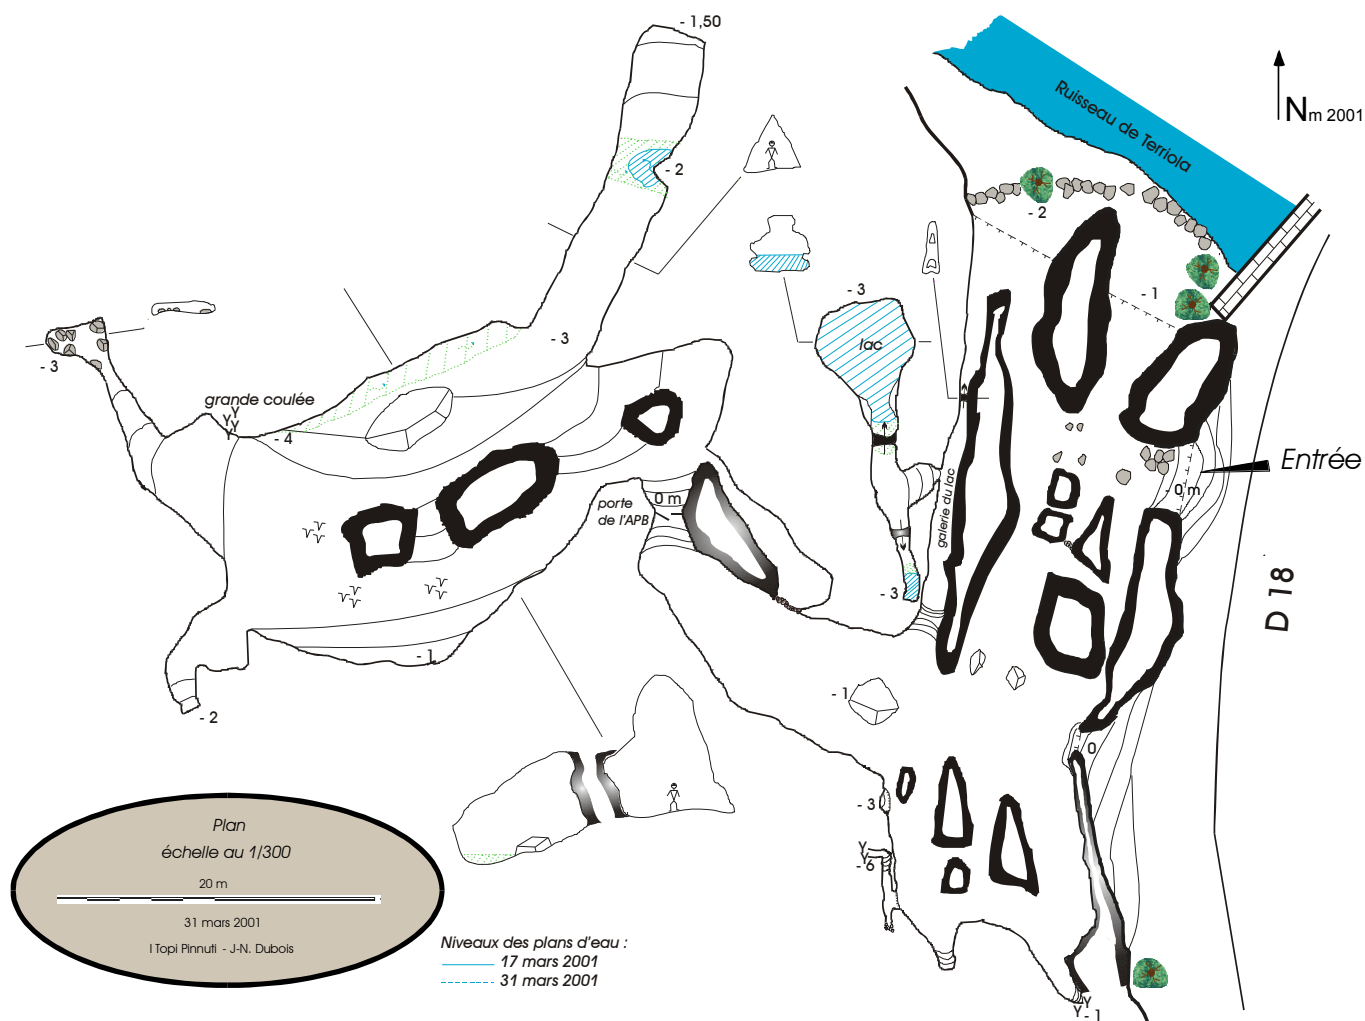 - 1,50
Nm 2001
Ruisseau de Terriola
- 2
- 2
- 1
- 3
- 3
lac
- 3
- 3
grande coulée
- 4
Entrée
- 0 m
porte
de l'APB
0 m
galerie du lac
- 3
D 18
- 1
- 1
- 2
0
- 3
- 6
- 1
Plan
échelle au 1/300
20 m
31 mars 2001
I Topi Pinnuti - J-N. Dubois
Niveaux des plans d'eau :
17 mars 2001
31 mars 2001